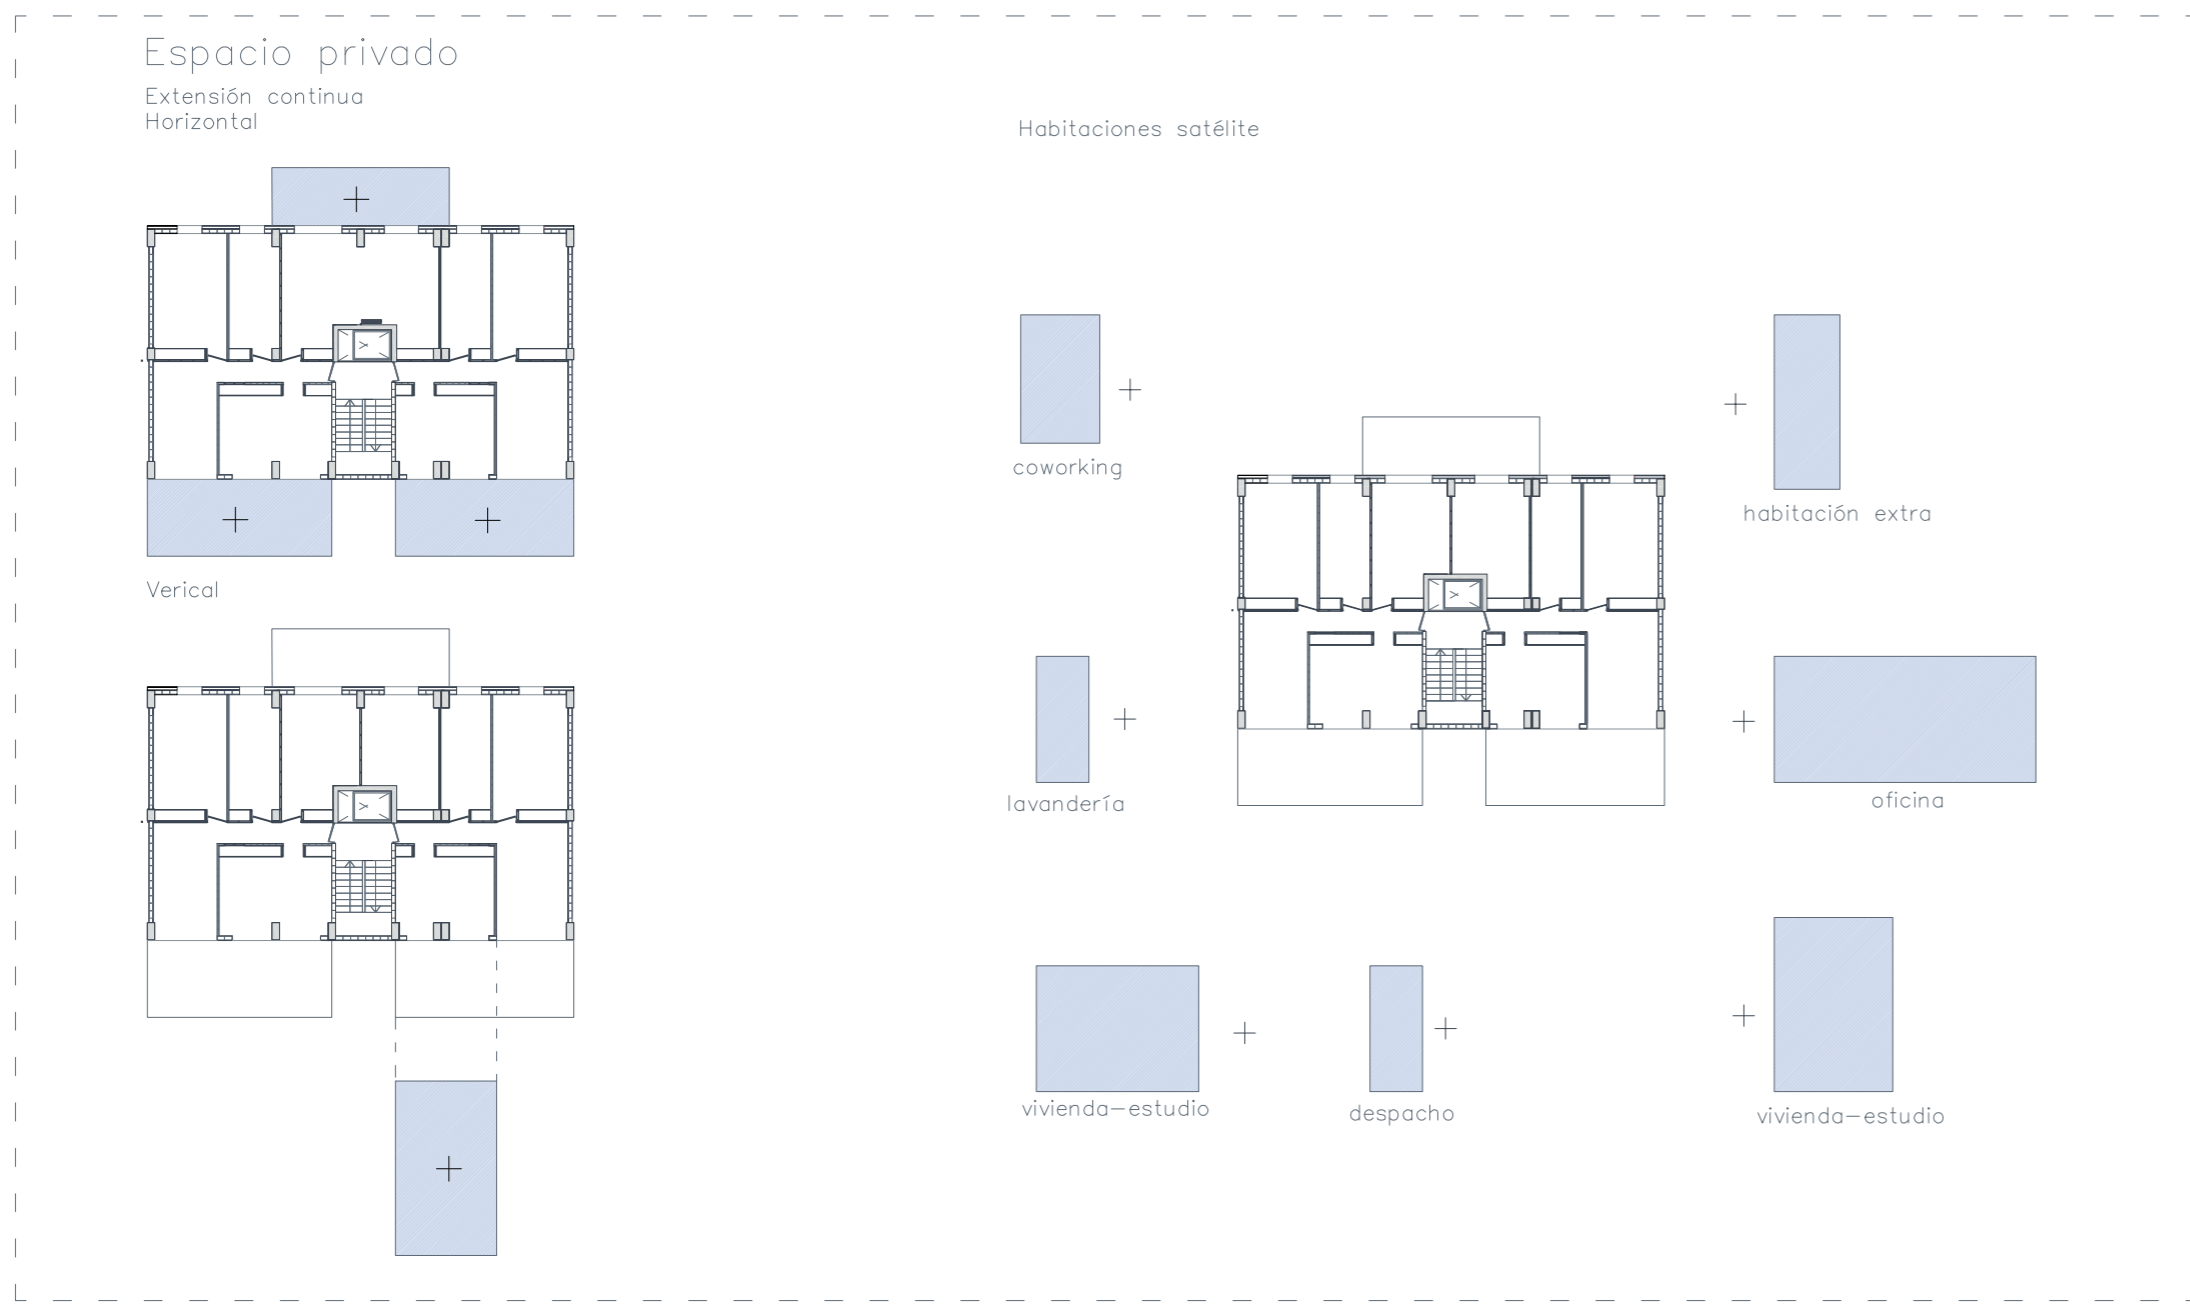 Espacio privado
Extensión continua
Horizontal
Verical
Habitaciones satélite
coworking
habitación extra
lavandería
oficina
vivienda-estudio
despacho
vivienda-estudio